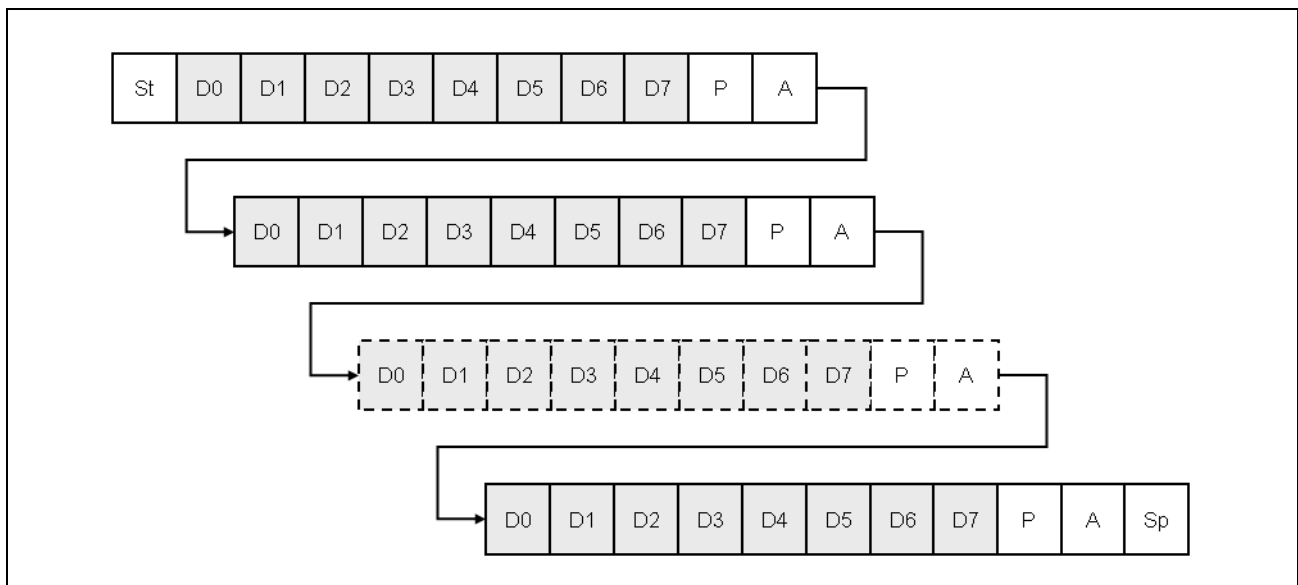 St D0 D1 D2 D3 D4 D5 D6 D7 P A
D0 D1 D2 D3 D4 D5 D6 D7 P A
D0 D1 D2 D3 D4 D5 D6 D7 P A
D0 D1 D2 D3 D4 D5 D6 D7 P A Sp